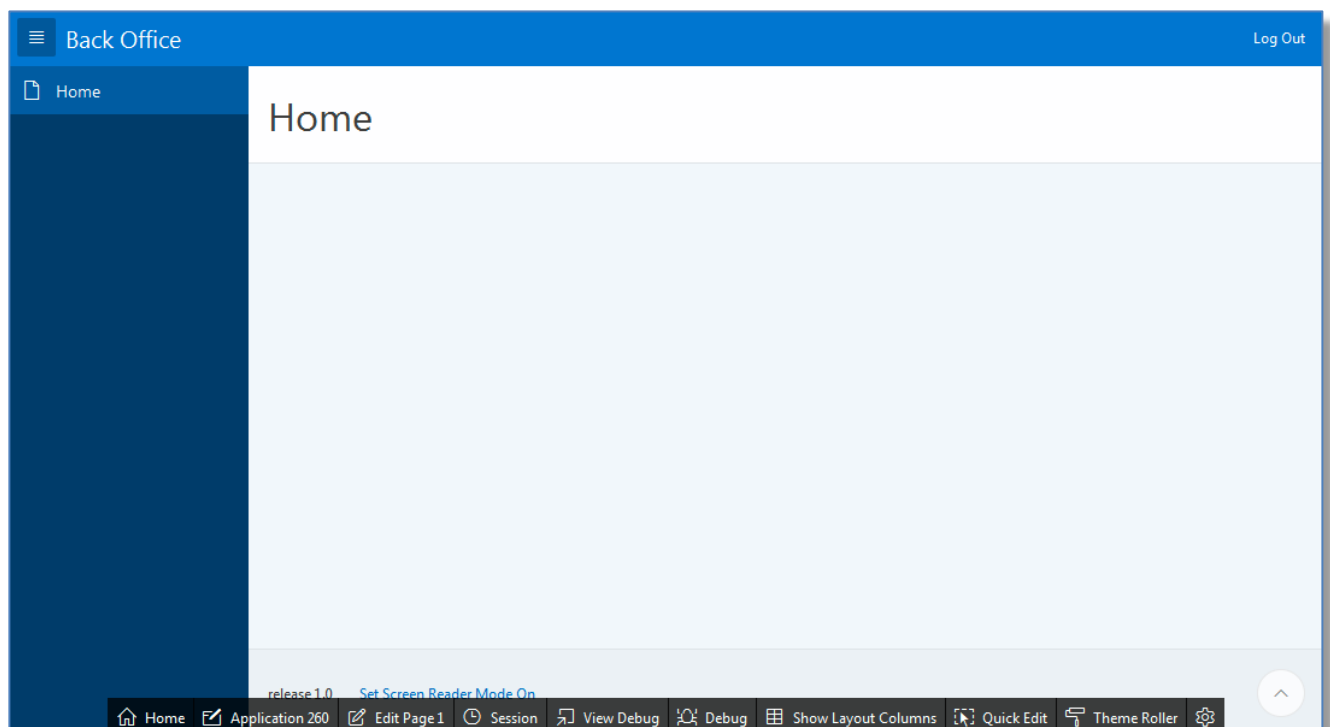 Back Office
Log Out
Home
Home
release 1.0 Set Screen Reader Mode On
Home Application 260 Edit Page 1 Session View Debug Debug Show Layout Columns Quick Edit Theme Roller